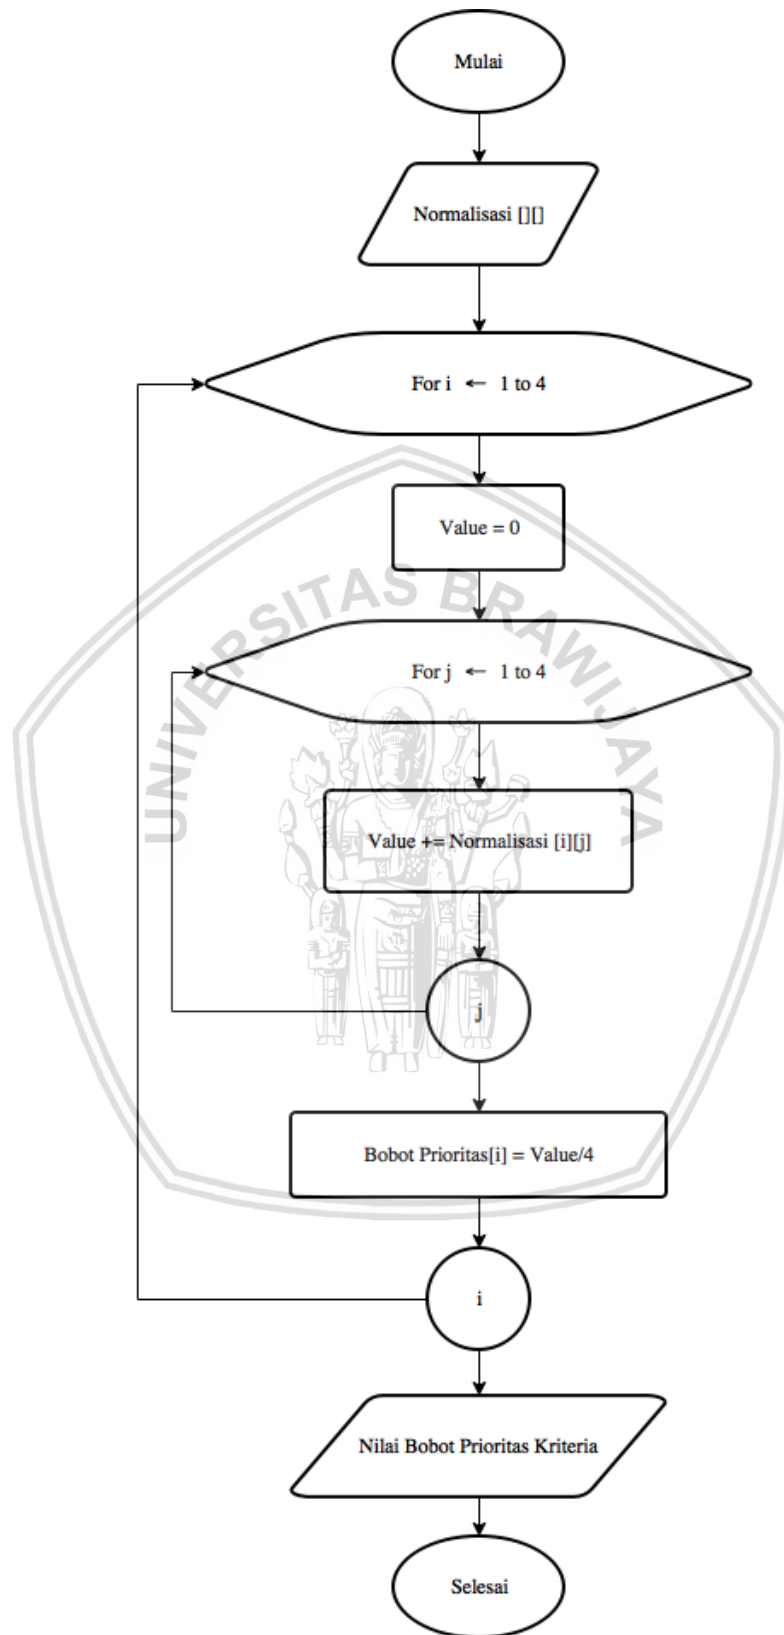 Mulai
Normalisasi [][]
For i ← 1 to 4
Value = 0
UNIVERSITAS BRAWIJAYA
For j ← 1 to 4
Value += Normalisasi [i][j]
j
Bobot Prioritas[i] = Value/4
i
Nilai Bobot Prioritas Kriteria
Selesai